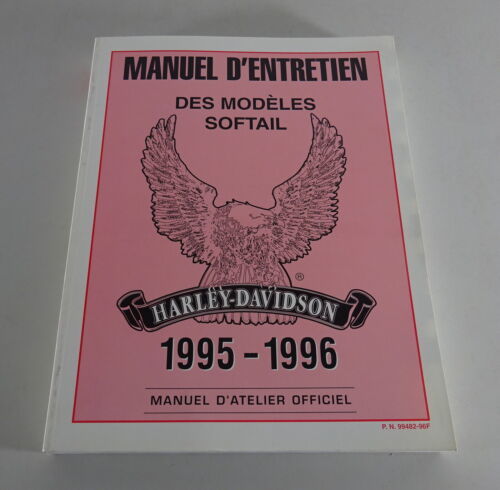 MANUEL D'ENTRETIEN
DES MODÈLES
SOFTAIL
®
HARLEY-DAVIDSON
1995-1996
MANUEL D'ATELIER OFFICIEL
P. N. 99482-96F